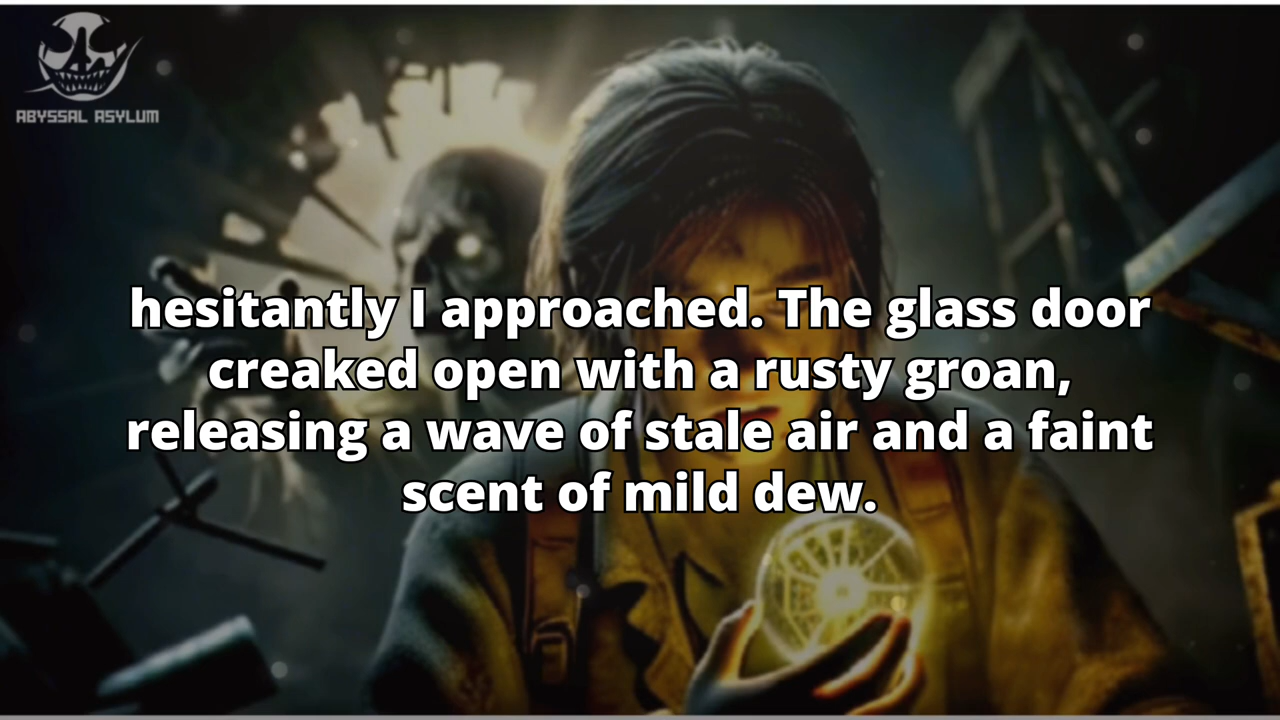 ABYSSAL ASYLUM
hesitantly I approached. The glass door
creaked open with a rusty groan,
releasing a wave of stale air and a faint
scent of mild dew.